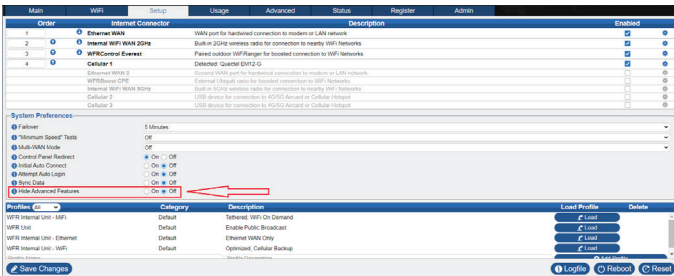 Main WiFi Setup Usage Advanced Status Register Admin
Order Internet Connector Description Enabled
1 Ethernet WAN WAN port for hardwired connection to modem or LAN network
2 Internal WiFi WAN 2GHz Built-in 2GHz wireless radio for connection to nearby WiFi Networks
3 WFRControl Everest Paired outdoor WiFiRanger for boosted connection to WiFi Networks
4 Cellular 1 Detected: Quectel EM12-G
Ethernet WAN 2 Second WAN port for hardwired connection to modem or LAN network
WFRBoost CPE External Ubiquiti radio for boosted connection to WiFi Networks
Internal WiFi WAN 5GHz Built-in 5GHz wireless radio for connection to nearby WiFi Networks
Cellular 2 USB device for connection to 4G/5G Aircard or Cellular Hotspot
Cellular 3 USB device for connection to 4G/5G Aircard or Cellular Hotspot
System Preferences
Failover 5 Minutes
"Minimum Speed" Tests Off
Multi-WAN Mode Off
Control Panel Redirect On Off
Initial Auto Connect On Off
Attempt Auto Login On Off
Sync Data On Off
Hide Advanced Features On Off
Profiles All Category Description Load Profile Delete
WFR Internal Unit - MiFi Default Tethered, WiFi On Demand Load
WFR Unit Default Enable Public Broadcast Load
WFR Internal Unit - Ethernet Default Ethernet WAN Only Load
WFR Internal Unit - WiFi Default Optimized, Cellular Backup Load
Profile Name Profile Description Add Profile
Save Changes Logfile Reboot Reset